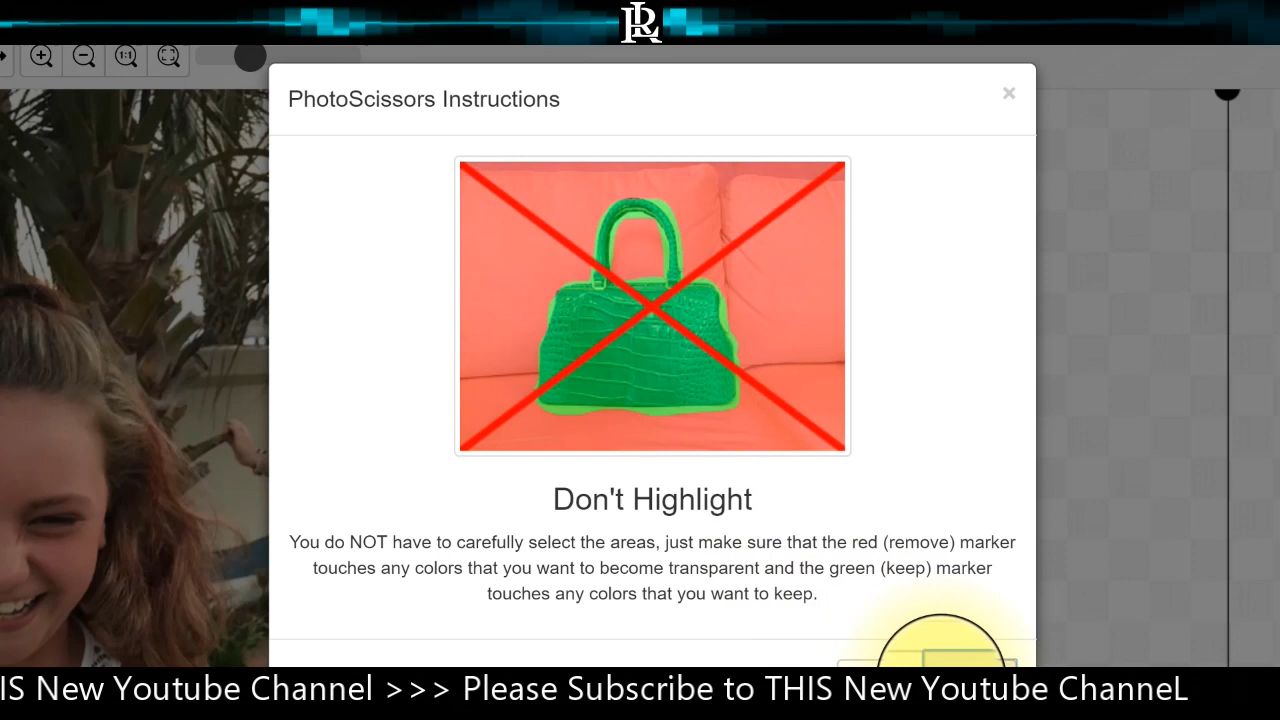 1:1
PhotoScissors Instructions
×
Don't Highlight
You do NOT have to carefully select the areas, just make sure that the red (remove) marker
touches any colors that you want to become transparent and the green (keep) marker
touches any colors that you want to keep.
IS New Youtube Channel >>> Please Subscribe to THIS New Youtube ChanneL